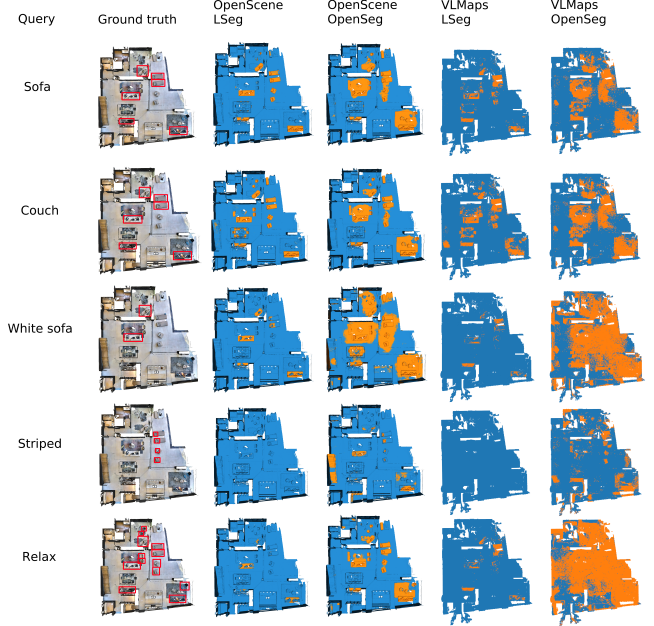 Query
Ground truth
OpenScene
LSeg
OpenScene
OpenSeg
VLMaps
LSeg
VLMaps
OpenSeg
Sofa
Couch
White sofa
Striped
Relax